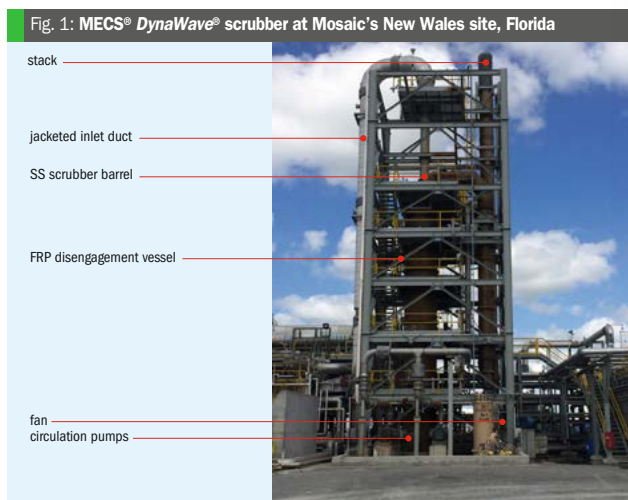 Fig. 1: MECS® DynaWave® scrubber at Mosaic's New Wales site, Florida
stack
jacketed inlet duct
SS scrubber barrel
FRP disengagement vessel
fan
circulation pumps